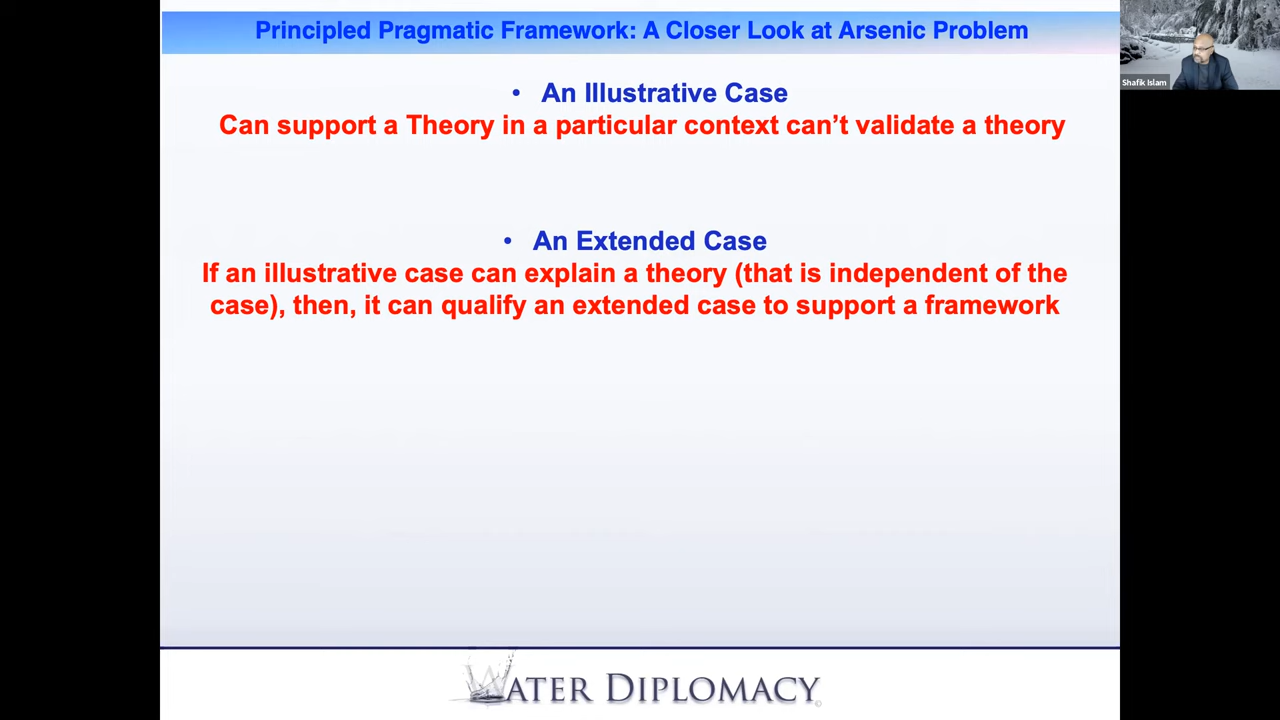 Principled Pragmatic Framework: A Closer Look at Arsenic Problem
• An Illustrative Case
Can support a Theory in a particular context can’t validate a theory
• An Extended Case
If an illustrative case can explain a theory (that is independent of the
case), then, it can qualify an extended case to support a framework
WATER DIPLOMACY
Shafik Islam